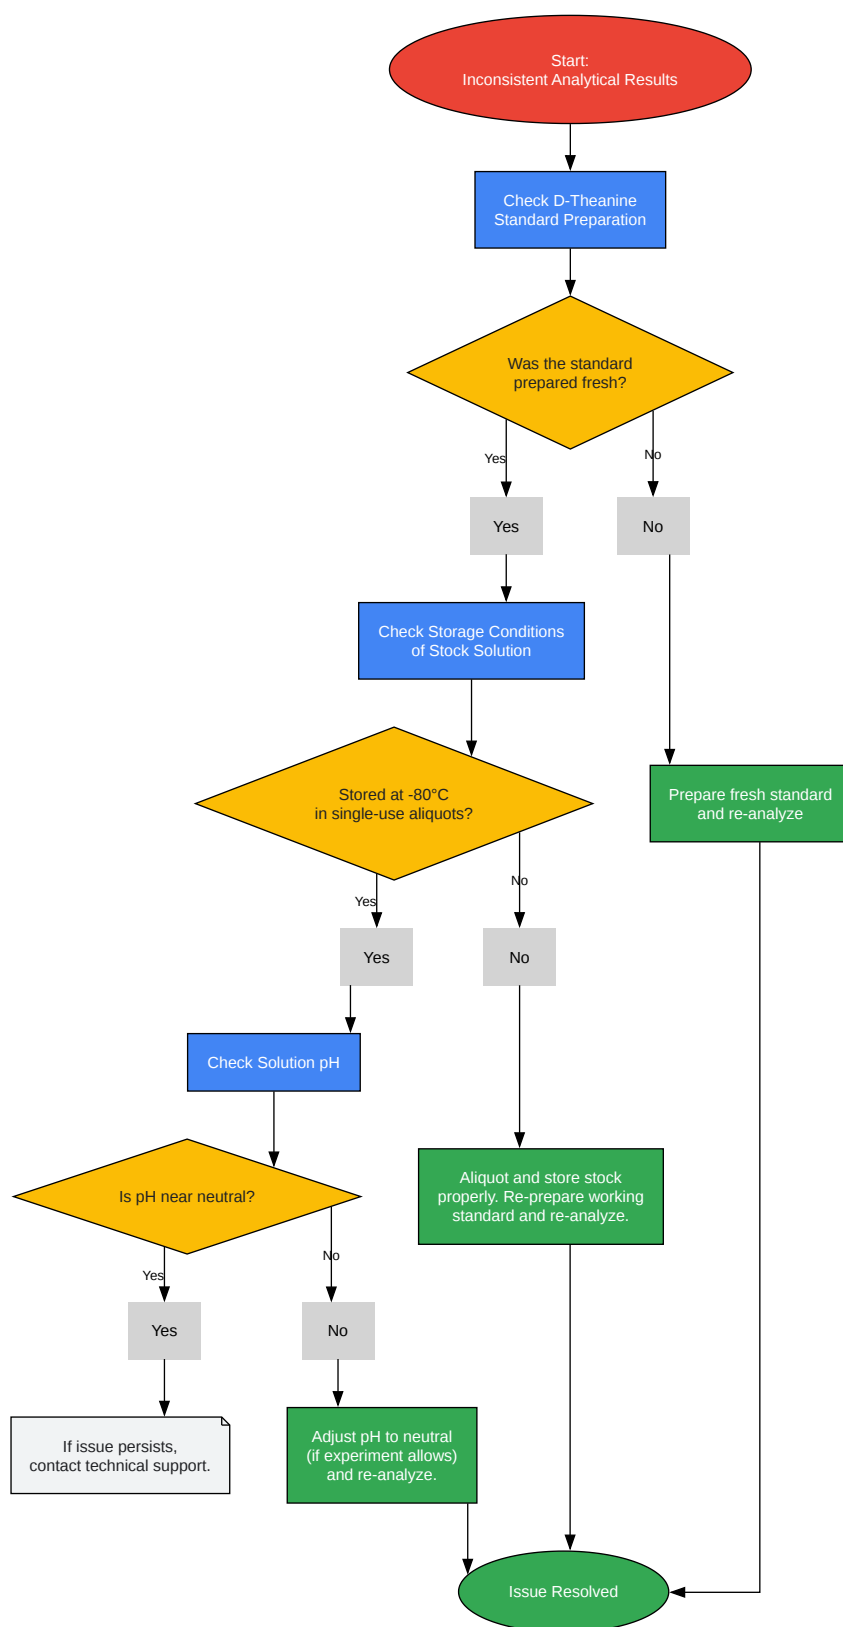 Start:
Inconsistent Analytical Results
Check D-Theanine
Standard Preparation
Was the standard
prepared fresh?
Yes
No
Yes
No
Check Storage Conditions
of Stock Solution
Stored at -80°C
in single-use aliquots?
Prepare fresh standard
and re-analyze
Yes
No
Yes
No
Check Solution pH
Is pH near neutral?
Aliquot and store stock
properly. Re-prepare working
standard and re-analyze.
Yes
No
Yes
No
If issue persists,
contact technical support.
Adjust pH to neutral
(if experiment allows)
and re-analyze.
Issue Resolved